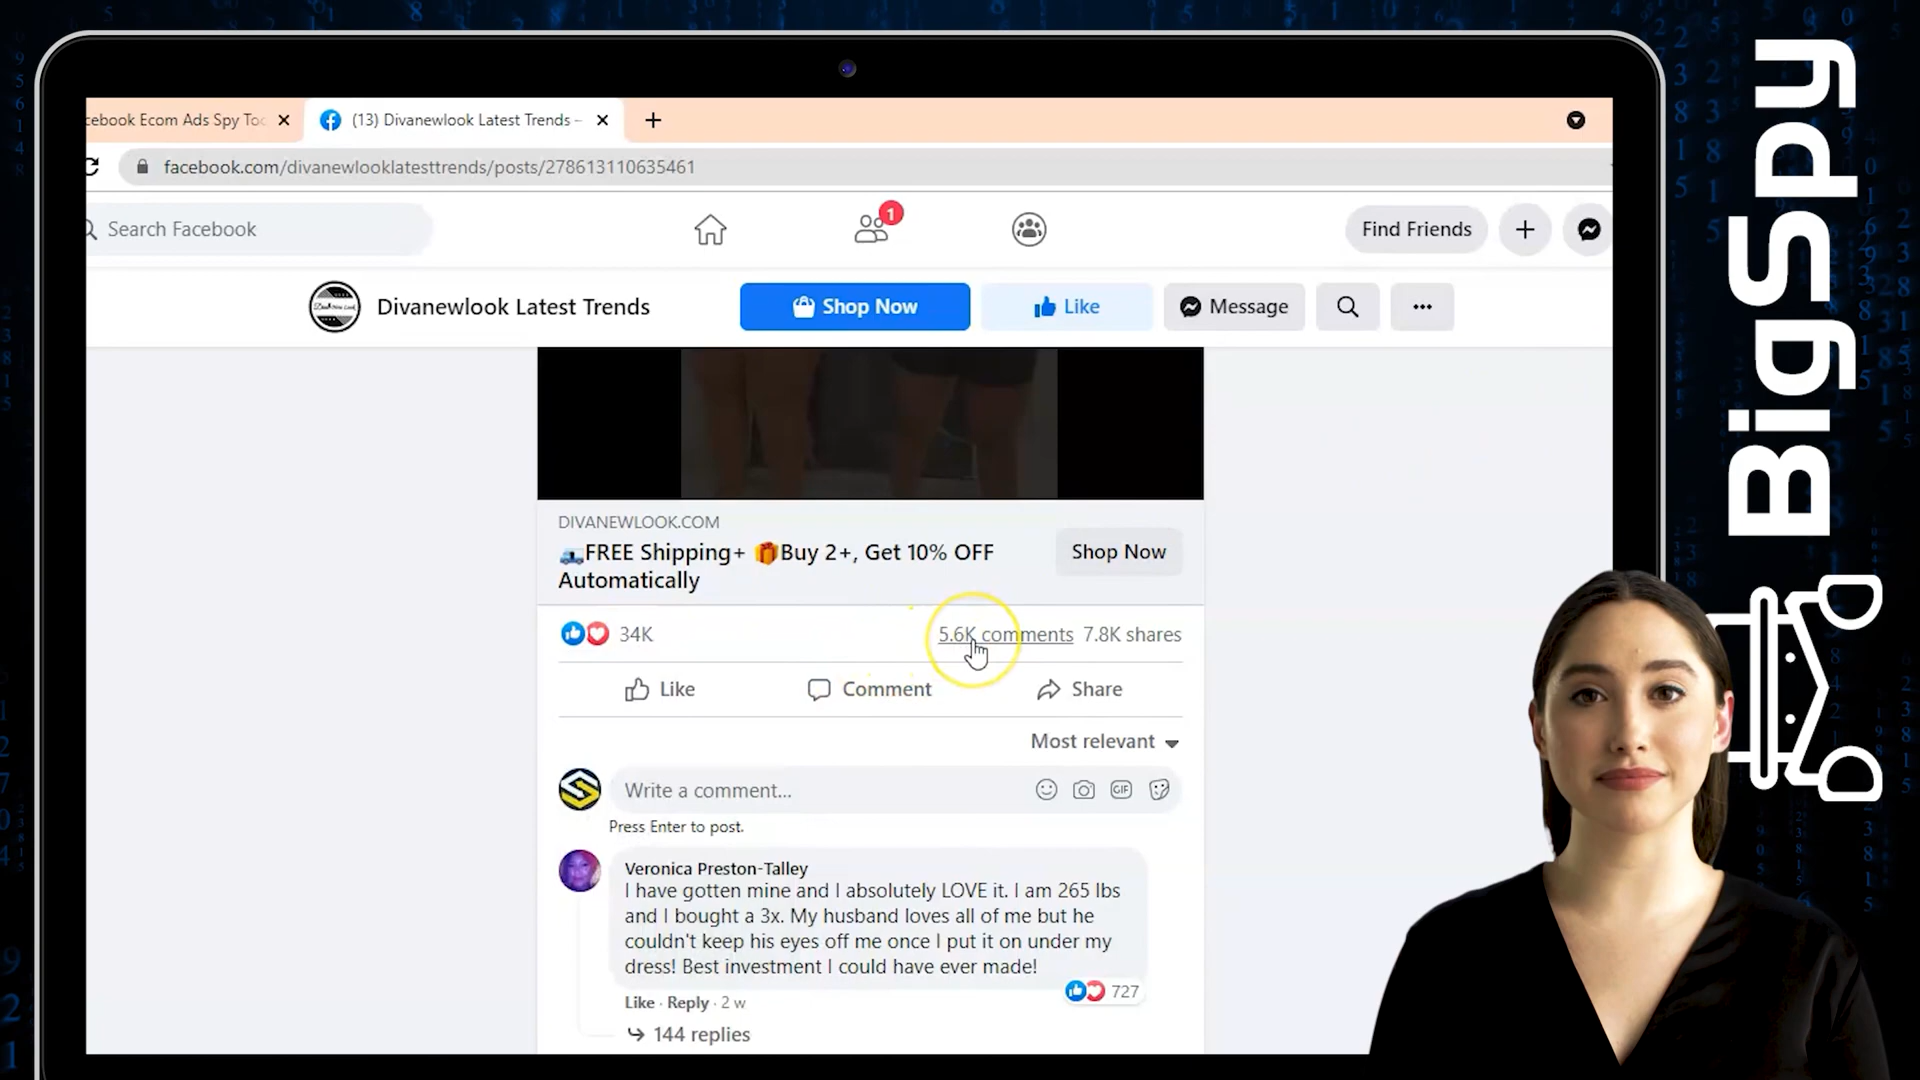 cebook Ecom Ads Spy Too
(13) Divanewlook Latest Trends –
facebook.com/divanewlooklatesttrends/posts/278613110635461
Search Facebook
1
Find Friends
Divanewlook Latest Trends
Shop Now
Like
Message
DIVANEWLOOK.COM
🚚FREE Shipping+ 🎁Buy 2+, Get 10% OFF
Automatically
Shop Now
34K
5.6K comments 7.8K shares
Like
Comment
Share
Most relevant
Write a comment...
GIF
Press Enter to post.
Veronica Preston-Talley
I have gotten mine and I absolutely LOVE it. I am 265 lbs
and I bought a 3x. My husband loves all of me but he
couldn't keep his eyes off me once I put it on under my
dress! Best investment I could have ever made!
727
Like · Reply · 2 w
144 replies
BigSpy